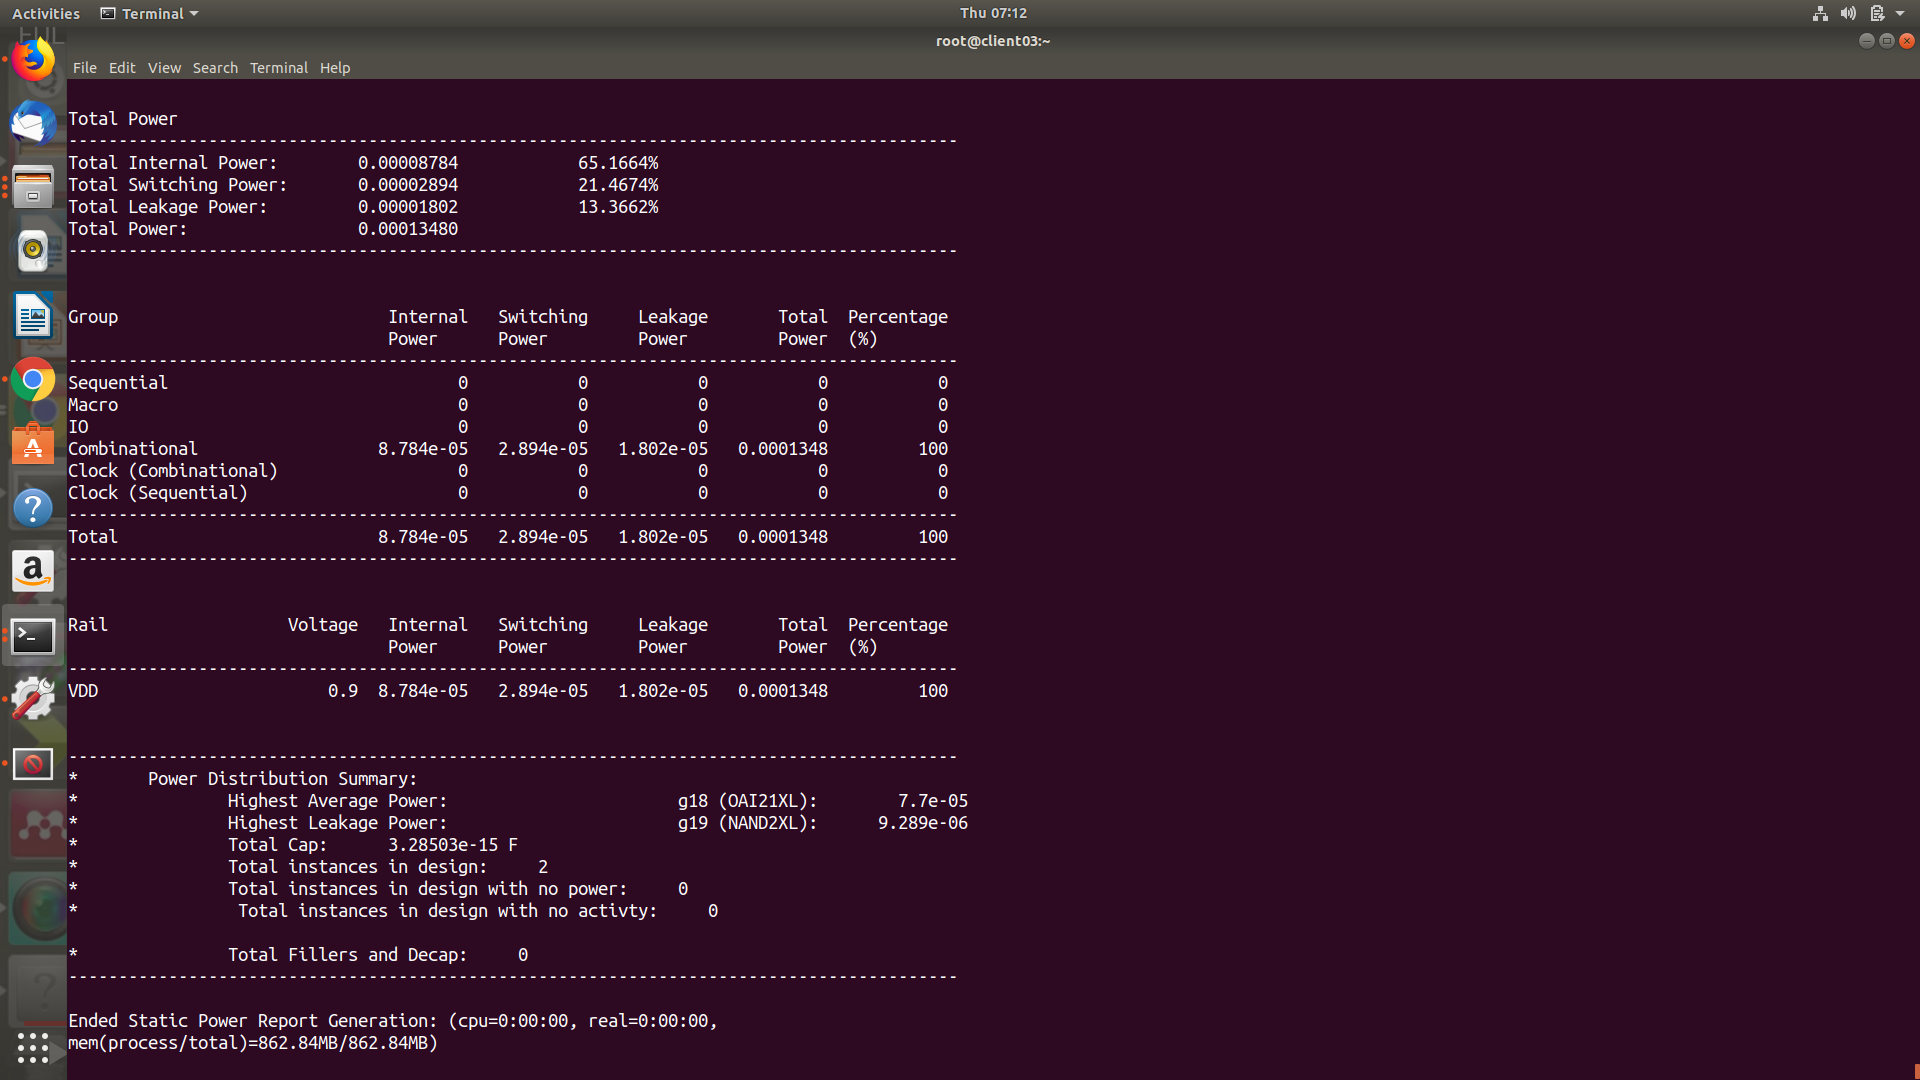 Activities Terminal Thu 07:12
root@client03:~
File Edit View Search Terminal Help
Total Power
-----------------------------------------------------------------------------------------
Total Internal Power: 0.00008784 65.1664%
Total Switching Power: 0.00002894 21.4674%
Total Leakage Power: 0.00001802 13.3662%
Total Power: 0.00013480
-----------------------------------------------------------------------------------------
Group Internal Switching Leakage Total Percentage
Power Power Power Power (%)
-----------------------------------------------------------------------------------------
Sequential 0 0 0 0 0
Macro 0 0 0 0 0
IO 0 0 0 0 0
Combinational 8.784e-05 2.894e-05 1.802e-05 0.0001348 100
Clock (Combinational) 0 0 0 0 0
Clock (Sequential) 0 0 0 0 0
-----------------------------------------------------------------------------------------
Total 8.784e-05 2.894e-05 1.802e-05 0.0001348 100
-----------------------------------------------------------------------------------------
Rail Voltage Internal Switching Leakage Total Percentage
Power Power Power Power (%)
-----------------------------------------------------------------------------------------
VDD 0.9 8.784e-05 2.894e-05 1.802e-05 0.0001348 100
-----------------------------------------------------------------------------------------
* Power Distribution Summary:
* Highest Average Power: g18 (OAI21XL): 7.7e-05
* Highest Leakage Power: g19 (NAND2XL): 9.289e-06
* Total Cap: 3.28503e-15 F
* Total instances in design: 2
* Total instances in design with no power: 0
* Total instances in design with no activty: 0
* Total Fillers and Decap: 0
-----------------------------------------------------------------------------------------
Ended Static Power Report Generation: (cpu=0:00:00, real=0:00:00,
mem(process/total)=862.84MB/862.84MB)